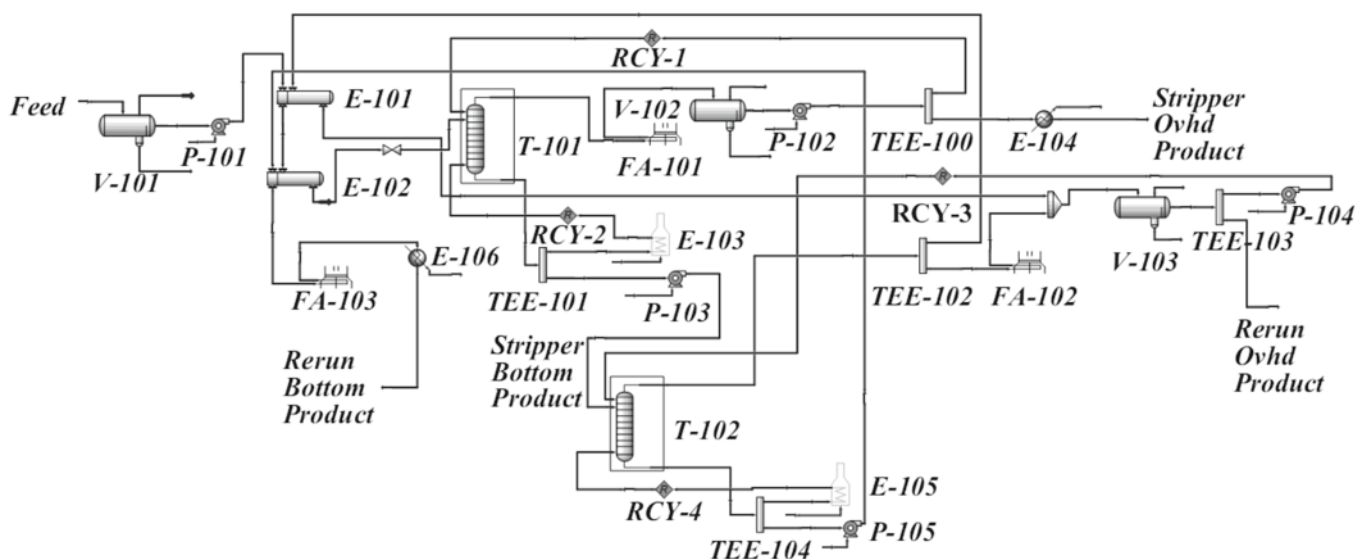 RCY-1
Feed
E-101
V-102
Stripper
Ovhd
Product
P-101
T-101
P-102
TEE-100
E-104
FA-101
V-101
E-102
R
RCY-3
RCY-2
E-103
P-104
E-106
TEE-103
V-103
FA-103
TEE-101
TEE-102
FA-102
P-103
Rerun
Bottom
Product
Stripper
Bottom
Product
Rerun
Ovhd
Product
T-102
E-105
RCY-4
P-105
TEE-104
R
R
R